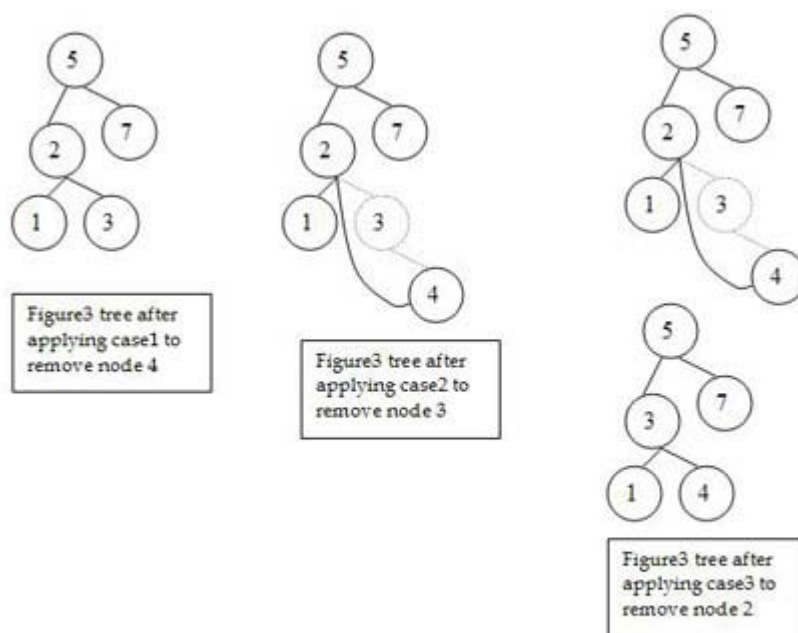 5
7
2
1
3
Figure3 tree after
applying case1 to
remove node 4
5
7
2
1
3
4
Figure3 tree after
applying case2 to
remove node 3
5
7
2
1
3
4
5
7
3
1
4
Figure3 tree after
applying case3 to
remove node 2